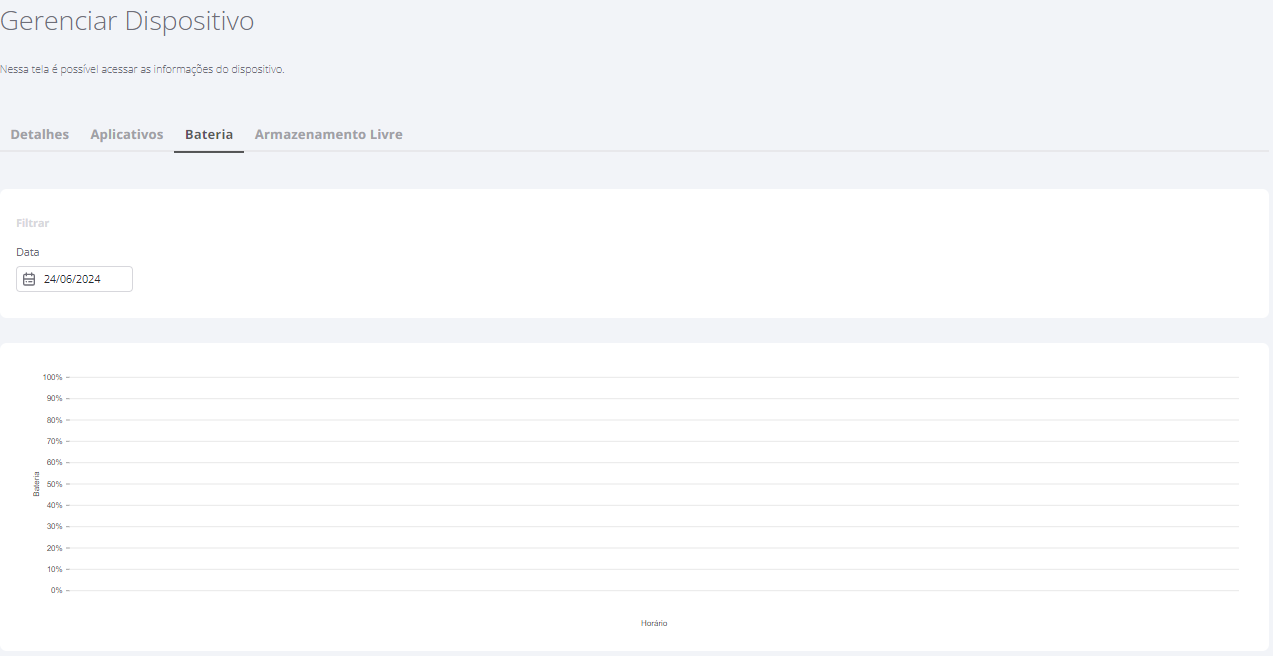 Gerenciar Dispositivo
Nessa tela é possível acessar as informações do dispositivo.
Detalhes Aplicativos Bateria Armazenamento Livre
Filtrar
Data
24/06/2024
100%
90%
80%
70%
60%
50%
40%
30%
20%
10%
0%
Bateria
Horário